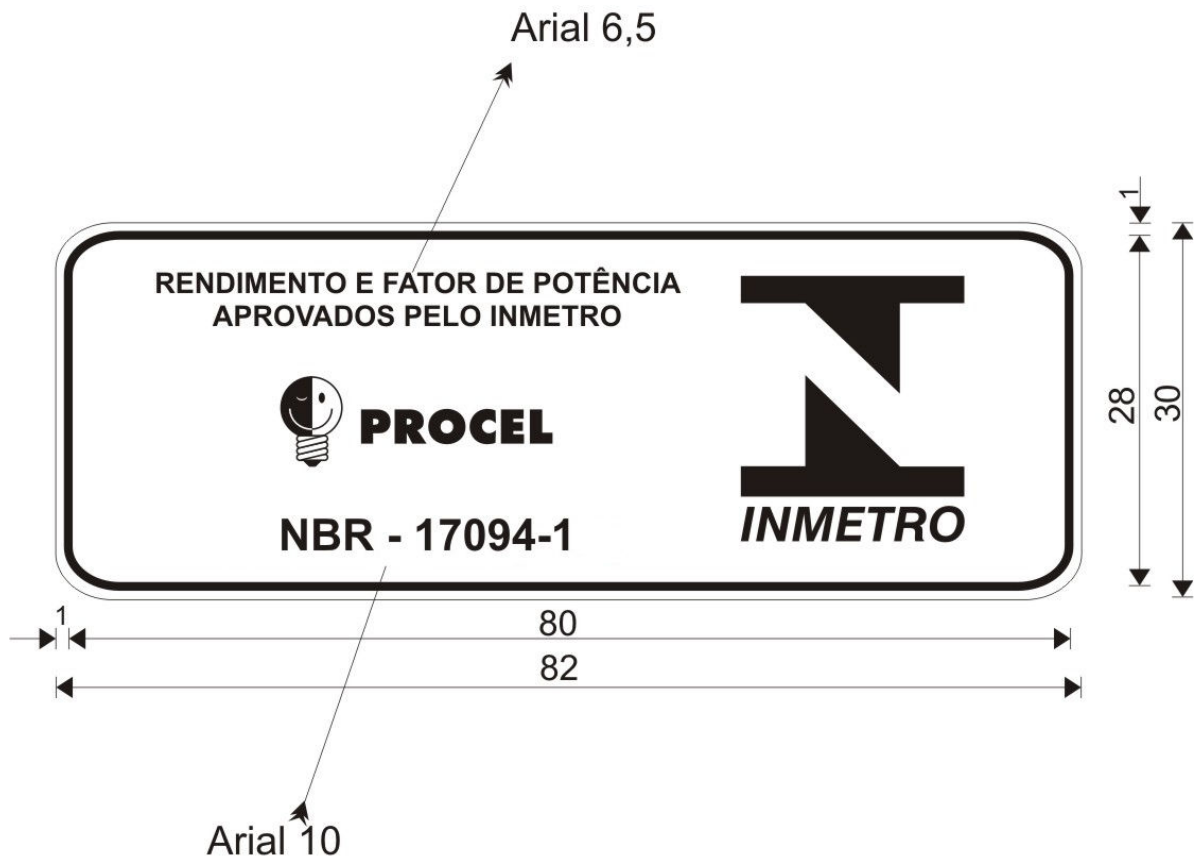 Arial 6,5
1
RENDIMENTO E FATOR DE POTÊNCIA
APROVADOS PELO INMETRO
28
30
PROCEL
INMETRO
NBR - 17094-1
1
80
82
Arial 10